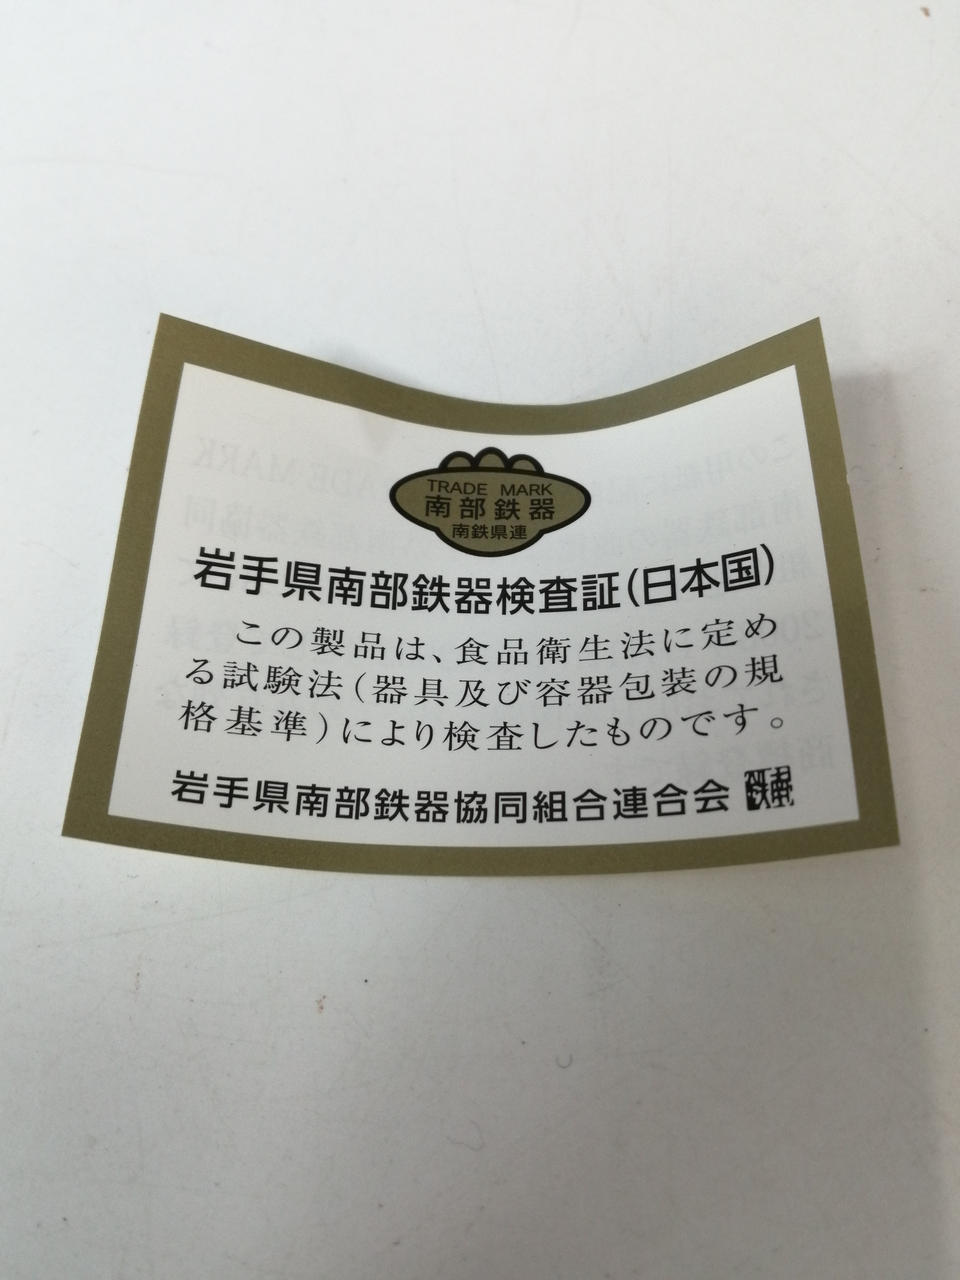 TRADE MARK
南部鉄器
南鉄県連
岩手県南部鉄器検査証(日本国)
この製品は、食品衛生法に定め
る試験法(器具及び容器包装の規
格基準)により検査したものです。
岩手県南部鉄器協同組合連合会